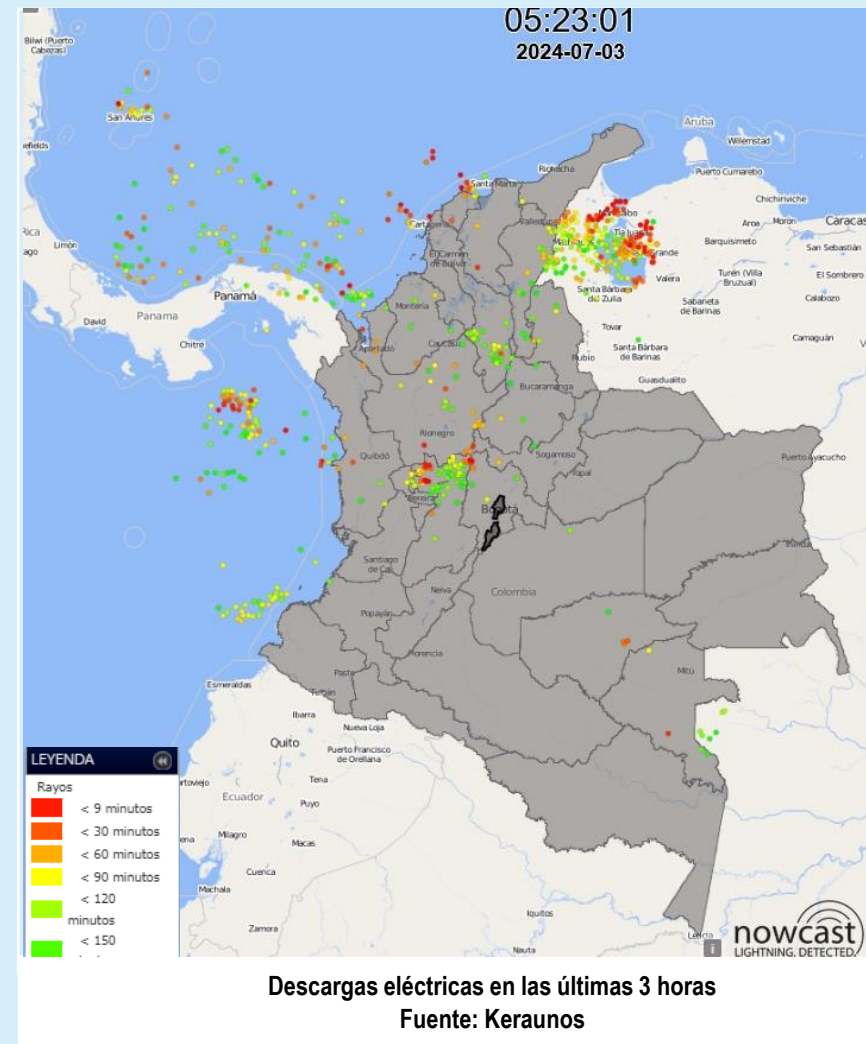 05:23:01
2024-07-03
Bilwi (Puerto
Cabezas)
San Andrés
Aruba
Willemstad
Riohacha
Puerto Cumarebo
Santa Marta
Chichiriviche
Aroa
Morón
Caracas
Cartagena
Tía Juana
Barquisimeto
San Sebastián
Limón
El Carmen
de Bolívar
Valera
Turén (Villa
Bruzual)
El Sombrero
Santa Bárbara
de Zulia
Sabaneta
de Barinas
Calabozo
Panamá
David
Panama
Montería
Chitré
Tovar
Camaguán
Apartadó
Caucasia
Santa Bárbara
de Barinas
Rubio
Guasdualito
Bucaramanga
Rionegro
Quibdó
Sogamoso
Puerto Ayacucho
Yopal
Pereira
Bogotá
Inírida
Santiago
de Cali
Neiva
Colombia
Popayán
Florencia
Mitú
Pasto
Esmeraldas
Ibarra
Nueva Loja
Quito
Puerto Francisco
de Orellana
Tena
Ecuador
Puyo
Milagro
Macas
Cuenca
Machala
Zamora
Iquitos
Nauta
Leticia
LEYENDA
Rayos
< 9 minutos
< 30 minutos
< 60 minutos
< 90 minutos
< 120
minutos
< 150
i
nowcast
LIGHTNING. DETECTED.
Descargas eléctricas en las últimas 3 horas
Fuente: Keraunos